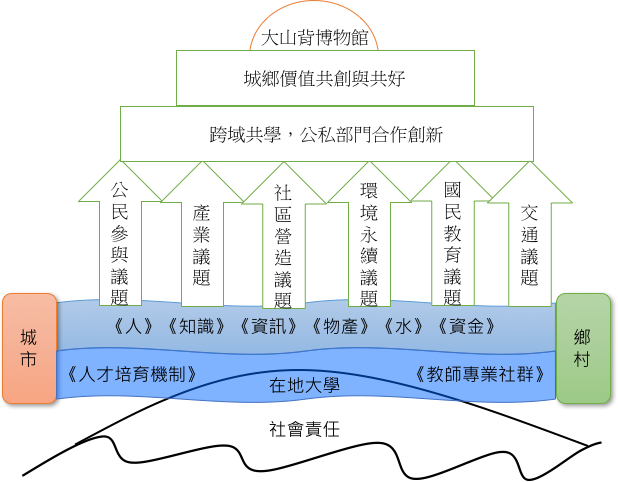 大山背博物館
城鄉價值共創與共好
跨域共學，公私部門合作創新
公民參與議題
產業議題
社區營造議題
環境永續議題
國民教育議題
交通議題
城市
鄉村
《人》《知識》《資訊》《物產》《水》《資金》
《人才培育機制》
《教師專業社群》
在地大學
社會責任